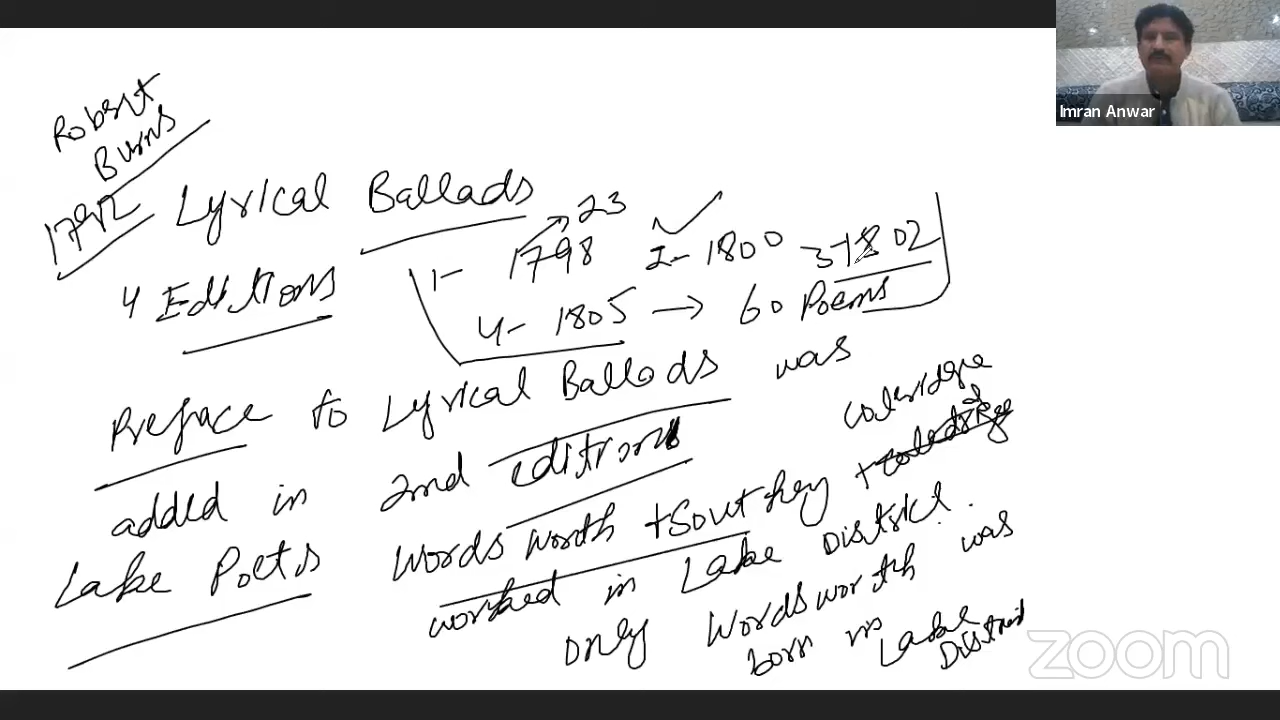 Imran Anwar
Robert
Burns
Lyrical Ballads
23
4 Editions
1- 1798 2- 1800 3-1802
4- 1805 → 60 Poems
Preface to Lyrical Ballads was
added in 2nd edition
Lake Poets Wordsworth + Southey + Coleridge
worked in Lake District.
only Wordsworth was
born in Lake
District
zoom